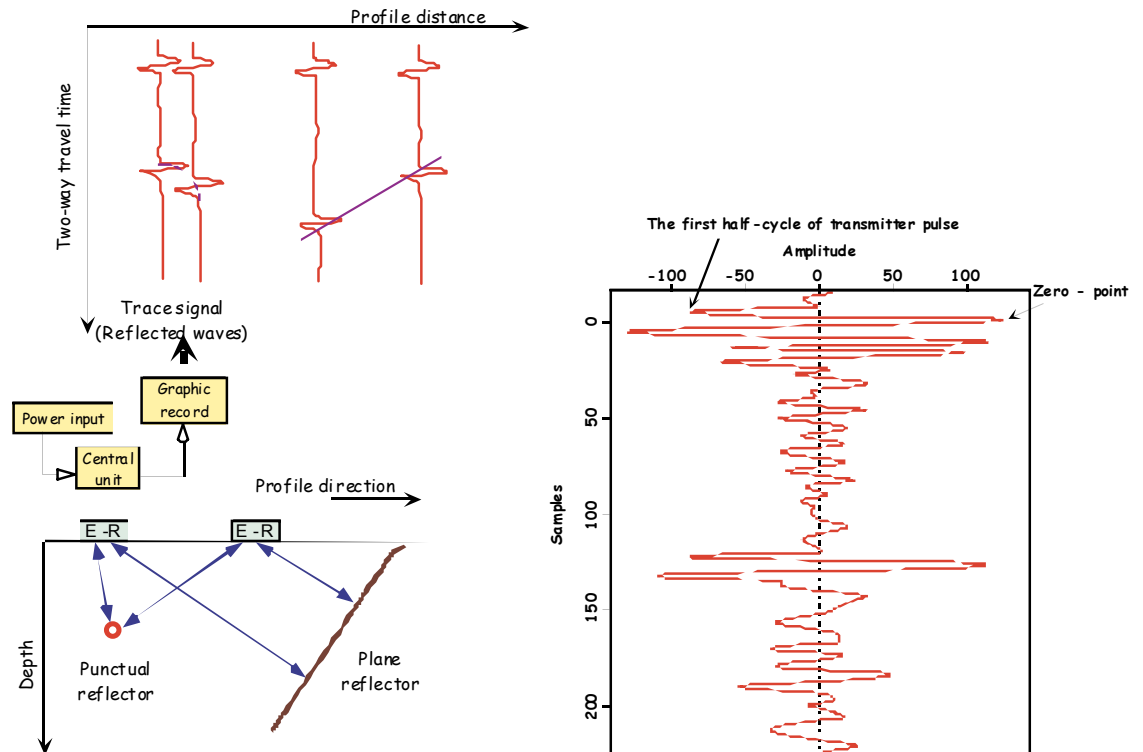 Profile distance
Two-way travel time
Trace signal
(Reflected waves)
Graphic
record
Power input
Central
unit
Profile direction
E -R
E -R
Depth
Punctual
reflector
Plane
reflector
The first half-cycle of transmitter pulse
Amplitude
-100 -50 0 50 100
Zero - point
Samples
0
50
100
150
200